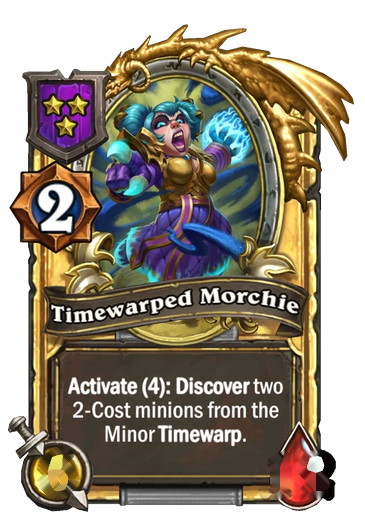 2
Timewarped Morchie
Activate (4): Discover two
2-Cost minions from the
Minor Timewarp.